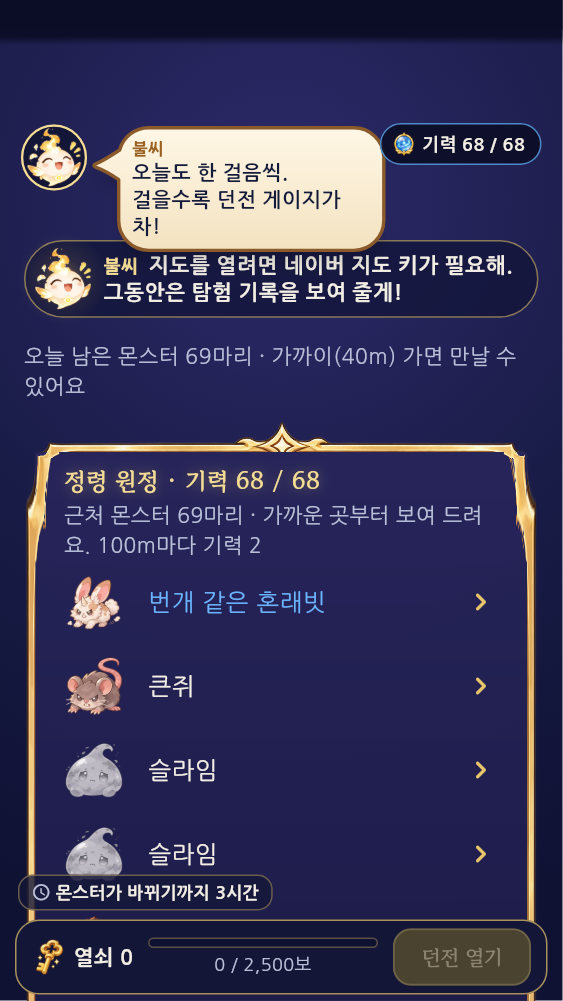 불씨
오늘도 한 걸음씩.
걸을수록 던전 게이지가
차!
기력 68 / 68
불씨 지도를 열려면 네이버 지도 키가 필요해.
그동안은 탐험 기록을 보여 줄게!
오늘 남은 몬스터 69마리 · 가까이(40m) 가면 만날 수
있어요
정령 원정 · 기력 68 / 68
근처 몬스터 69마리 · 가까운 곳부터 보여 드려
요. 100m마다 기력 2
번개 같은 혼래빗
큰쥐
슬라임
슬라임
몬스터가 바뀌기까지 3시간
열쇠 0
0 / 2,500보
던전 열기